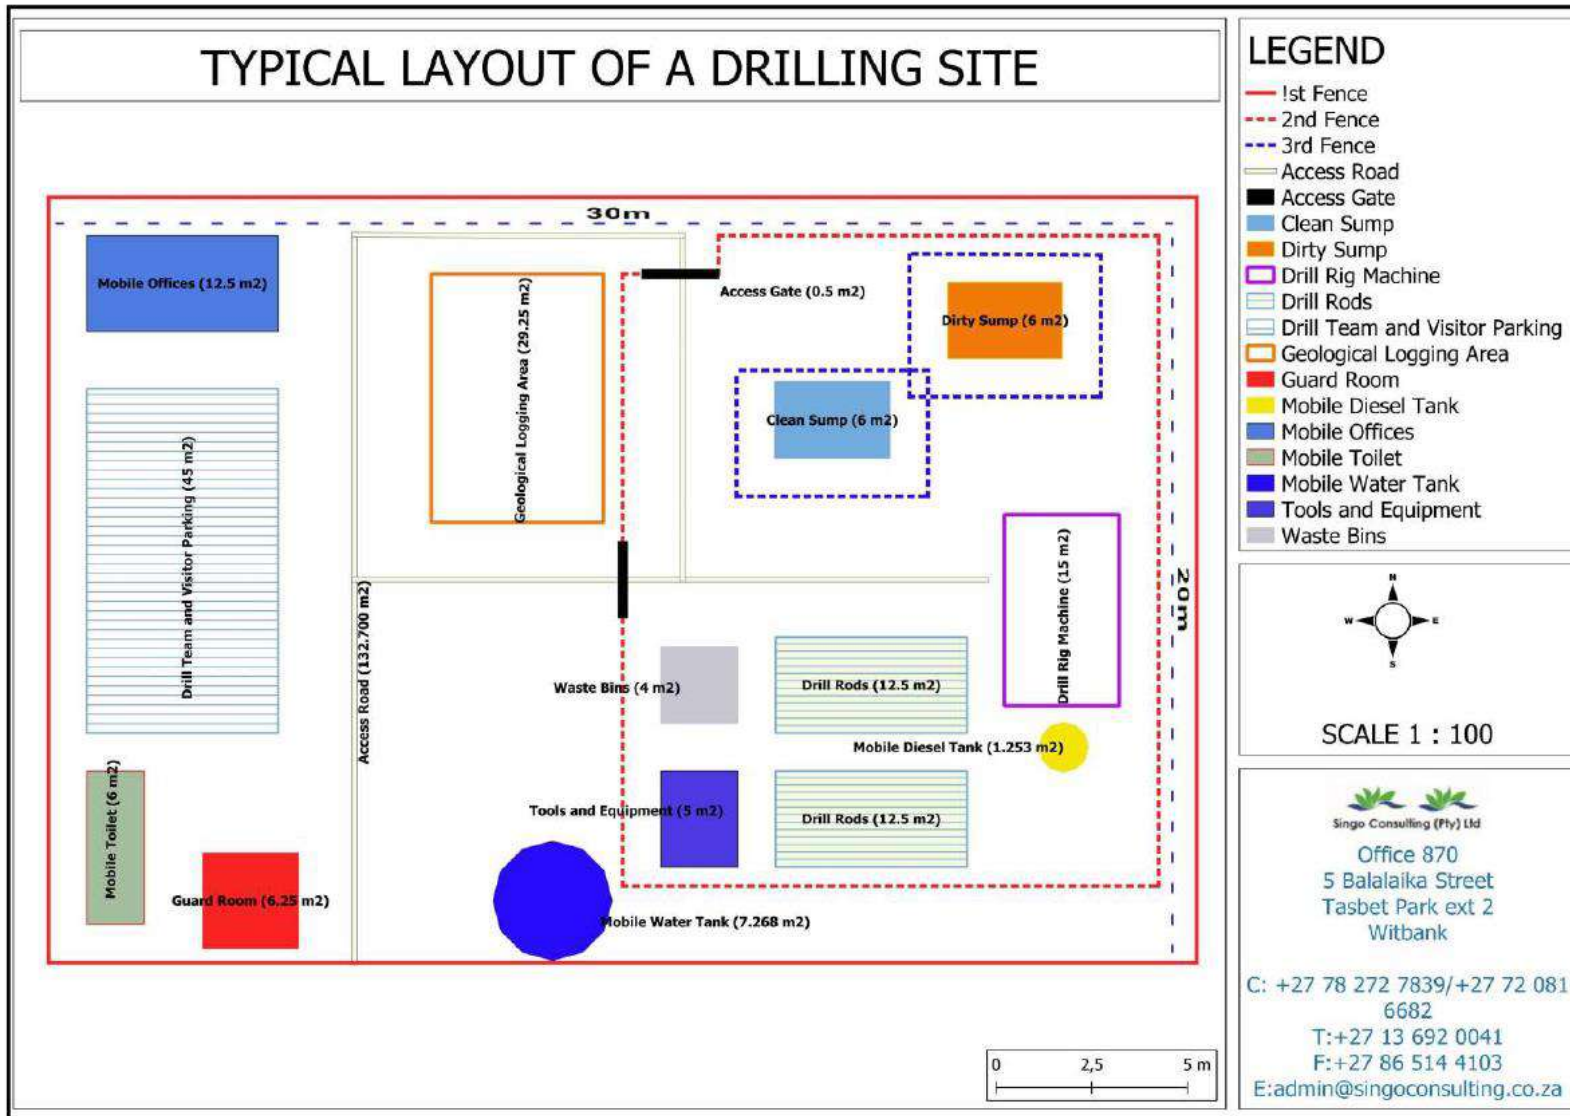 TYPICAL LAYOUT OF A DRILLING SITE
30m
Mobile Offices (12.5 m2)
Access Gate (0.5 m2)
Geological Logging Area (29.25 m2)
Dirty Sump (6 m2)
Clean Sump (6 m2)
Drill Team and Visitor Parking (45 m2)
Access Road (132.700 m2)
Drill Rig Machine (15 m2)
20m
Waste Bins (4 m2)
Drill Rods (12.5 m2)
Mobile Diesel Tank (1.253 m2)
Mobile Toilet (6 m2)
Tools and Equipment (5 m2)
Drill Rods (12.5 m2)
Guard Room (6.25 m2)
Mobile Water Tank (7.268 m2)
0 2,5 5 m
LEGEND
!st Fence
2nd Fence
3rd Fence
Access Road
Access Gate
Clean Sump
Dirty Sump
Drill Rig Machine
Drill Rods
Drill Team and Visitor Parking
Geological Logging Area
Guard Room
Mobile Diesel Tank
Mobile Offices
Mobile Toilet
Mobile Water Tank
Tools and Equipment
Waste Bins
N
W E
S
SCALE 1 : 100
Singo Consulting (Pty) Ltd
Office 870
5 Balalaika Street
Tasbet Park ext 2
Witbank
C: +27 78 272 7839/+27 72 081
6682
T:+27 13 692 0041
F:+27 86 514 4103
E:admin@singoconsulting.co.za